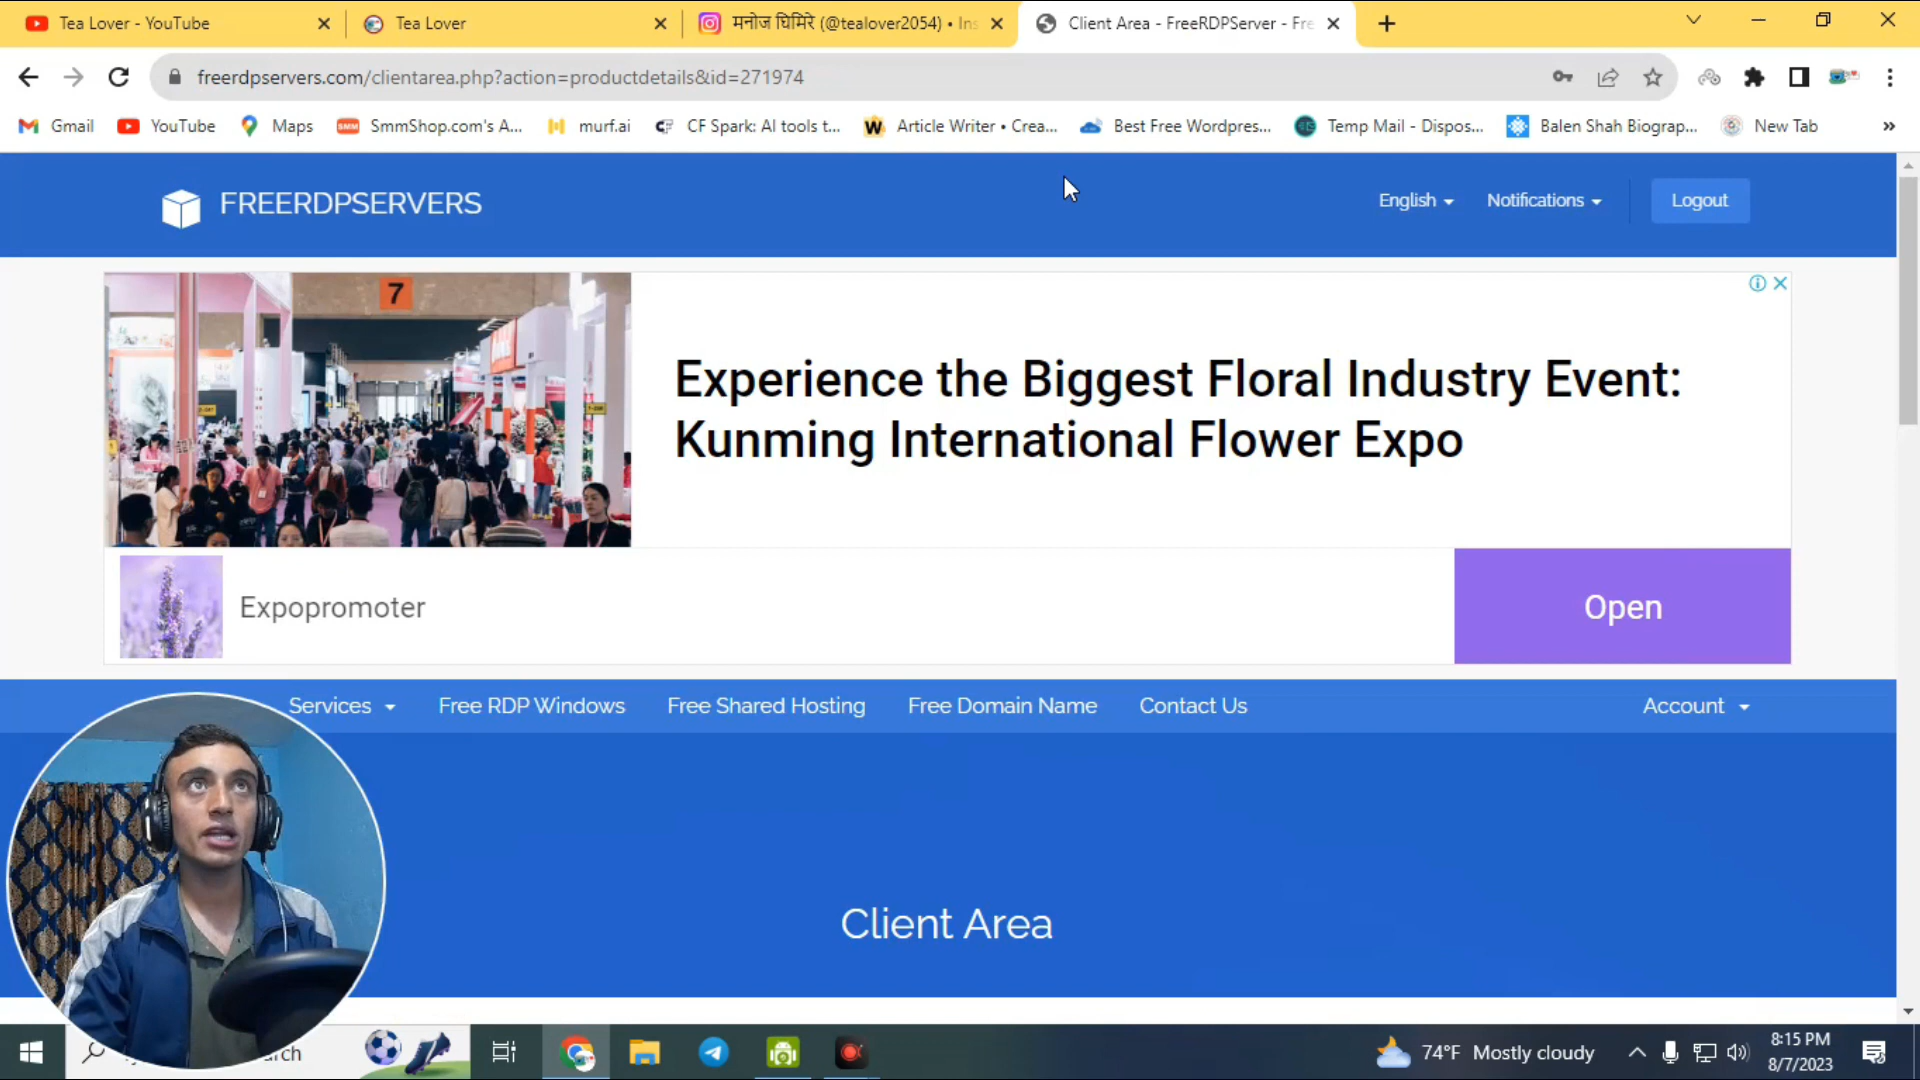 Tea Lover - YouTube
Tea Lover
मनोज घिमिरे (@tealover2054) • Ins
Client Area - FreeRDPServer - Fre
freerdpservers.com/clientarea.php?action=productdetails&id=271974
Gmail
YouTube
Maps
SmmShop.com's A...
murf.ai
CF Spark: AI tools t...
Article Writer • Crea...
Best Free Wordpres...
Temp Mail - Dispos...
Balen Shah Biograp...
New Tab
FREERDPSERVERS
English
Notifications
Logout
7
Experience the Biggest Floral Industry Event:
Kunming International Flower Expo
Expopromoter
Open
Services
Free RDP Windows
Free Shared Hosting
Free Domain Name
Contact Us
Account
Client Area
74°F Mostly cloudy
8:15 PM
8/7/2023